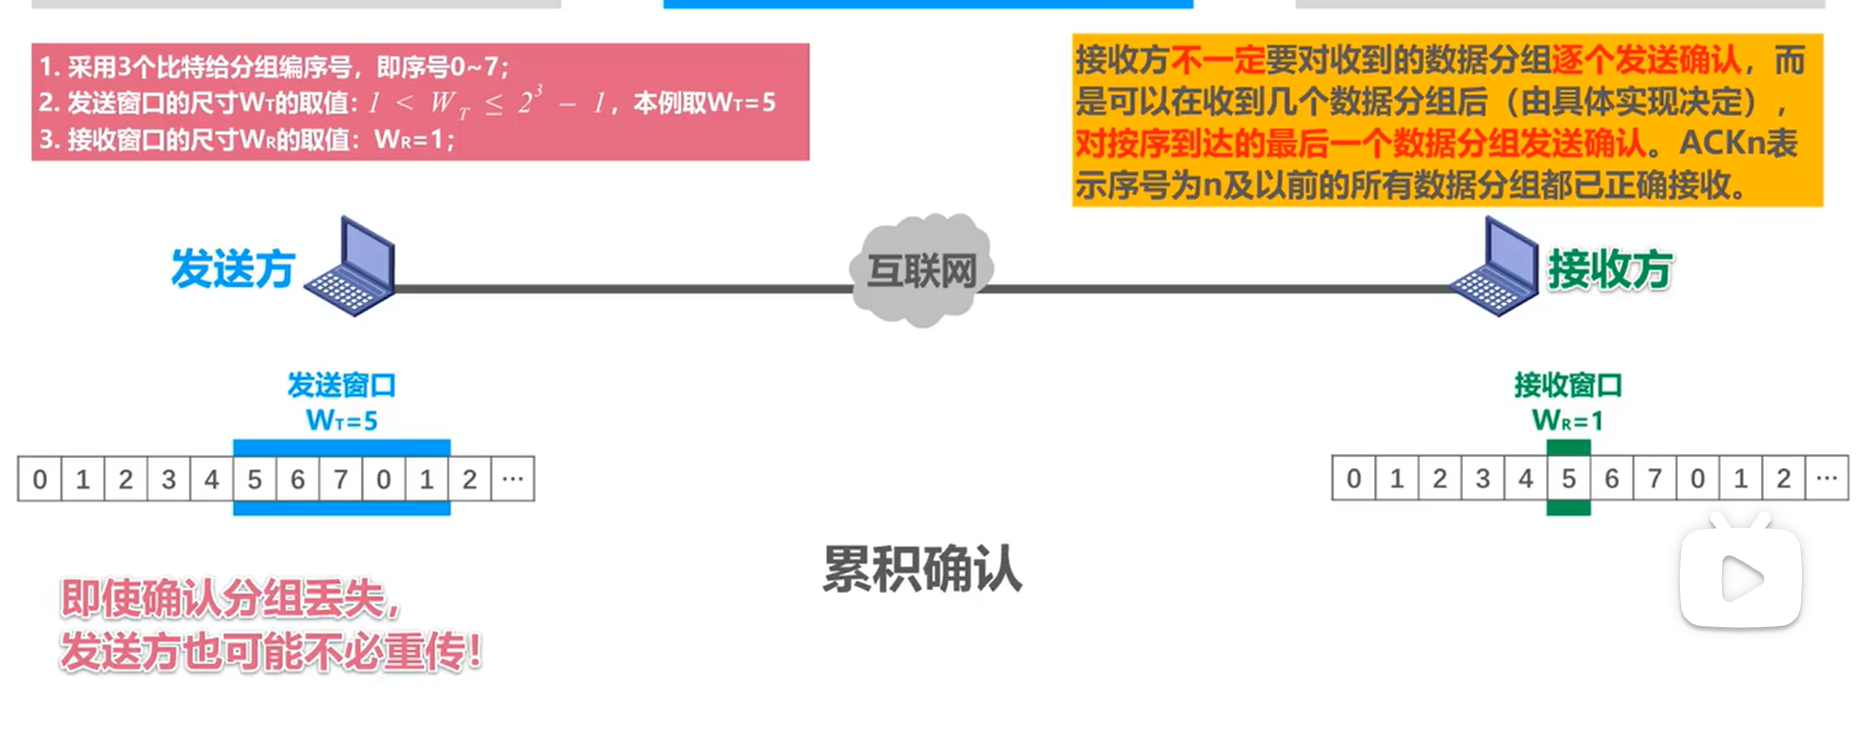 1. 采用3个比特给分组编序号，即序号0~7；
2. 发送窗口的尺寸WT的取值：1 < W_T ≤ 2³ − 1，本例取WT=5
3. 接收窗口的尺寸WR的取值：WR=1；
接收方不一定要对收到的数据分组逐个发送确认，而
是可以在收到几个数据分组后（由具体实现决定），
对按序到达的最后一个数据分组发送确认。ACKn表
示序号为n及以前的所有数据分组都已正确接收。
发送方
互联网
接收方
发送窗口
WT=5
接收窗口
WR=1
0 1 2 3 4 5 6 7 0 1 2 ···
0 1 2 3 4 5 6 7 0 1 2 ···
累积确认
即使确认分组丢失，
发送方也可能不必重传！